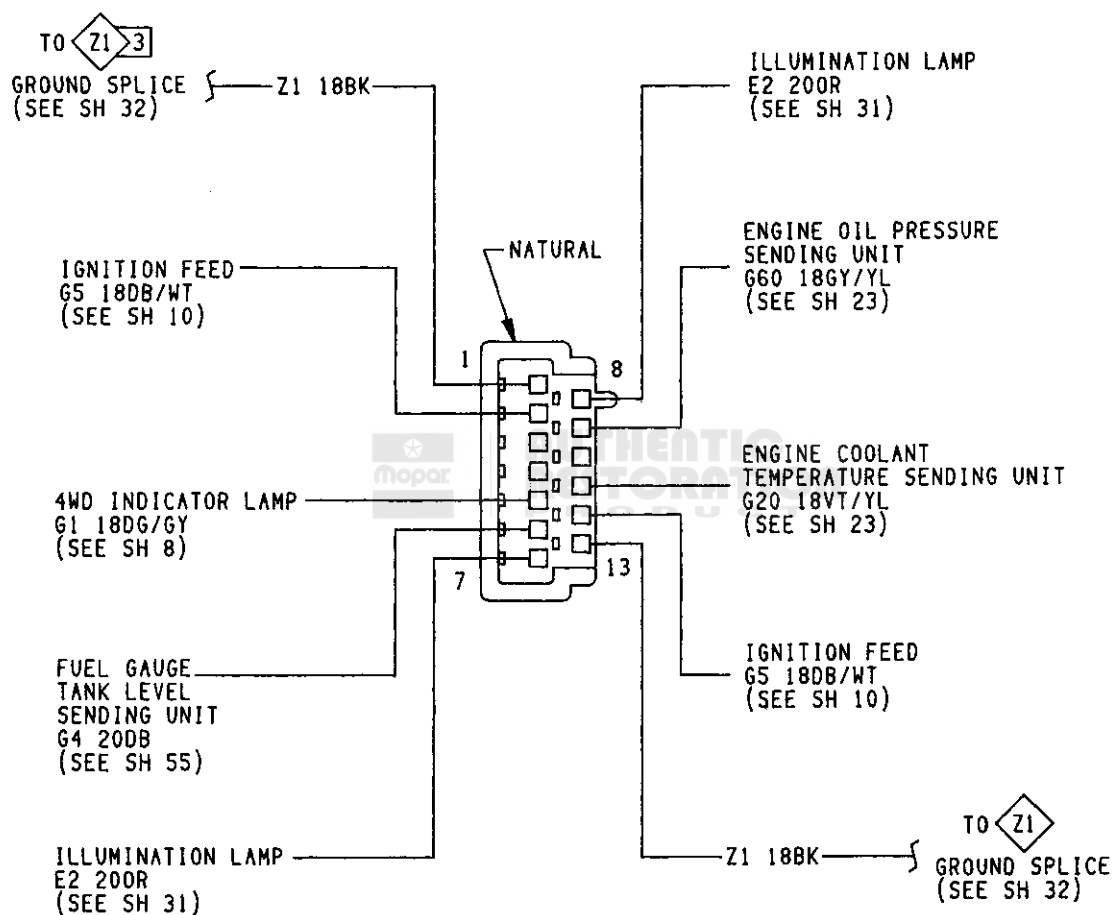 TO Z1 3
GROUND SPLICE
(SEE SH 32)
Z1 18BK
ILLUMINATION LAMP
E2 20OR
(SEE SH 31)
IGNITION FEED
G5 18DB/WT
(SEE SH 10)
NATURAL
ENGINE OIL PRESSURE
SENDING UNIT
G60 18GY/YL
(SEE SH 23)
1
8
4WD INDICATOR LAMP
G1 18DG/GY
(SEE SH 8)
Mopar
AUTHENTIC
RESTORATION
PRODUCT
ENGINE COOLANT
TEMPERATURE SENDING UNIT
G20 18VT/YL
(SEE SH 23)
7
13
FUEL GAUGE
TANK LEVEL
SENDING UNIT
G4 20DB
(SEE SH 55)
IGNITION FEED
G5 18DB/WT
(SEE SH 10)
ILLUMINATION LAMP
E2 20OR
(SEE SH 31)
Z1 18BK
TO Z1
GROUND SPLICE
(SEE SH 32)